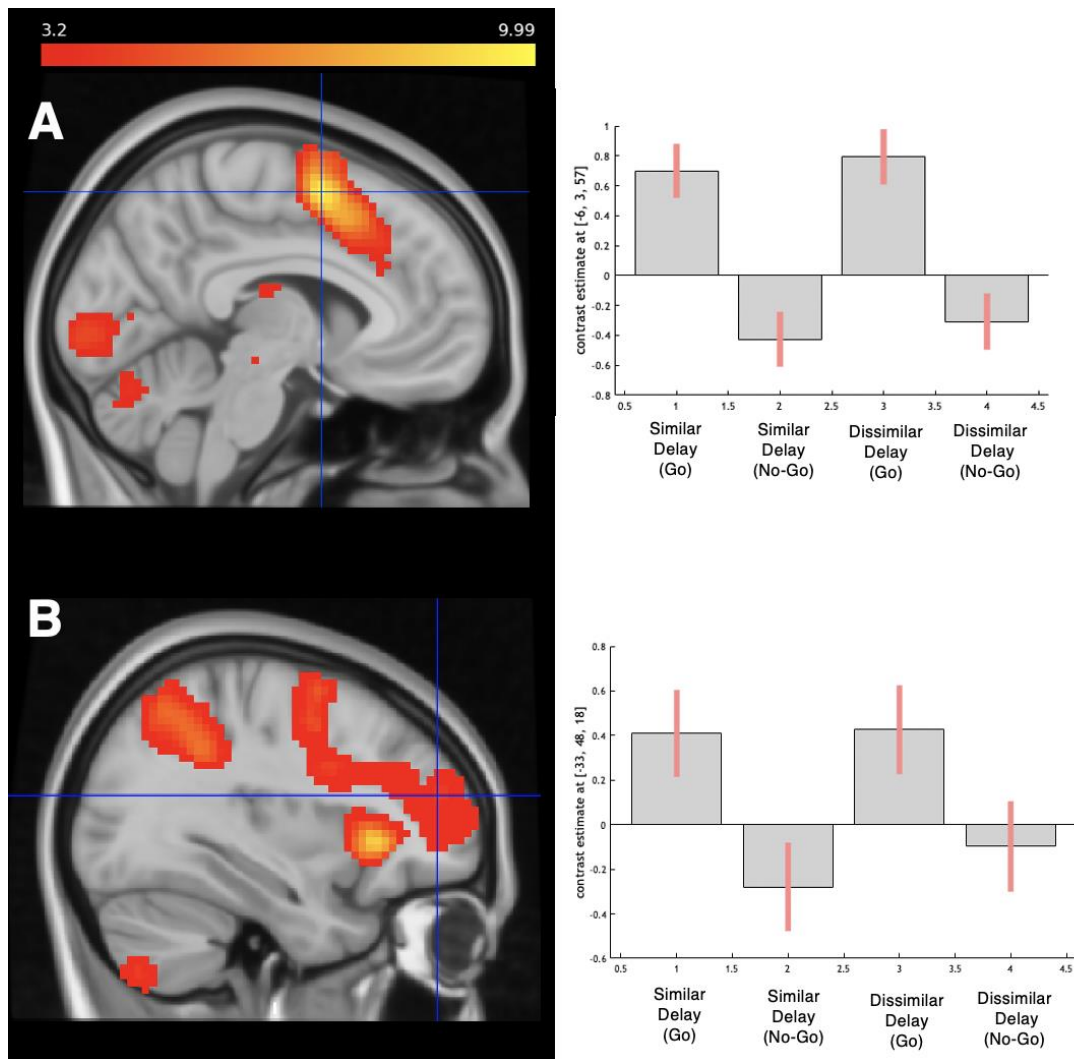 3.2 9.99
A
contrast estimate at [-6, 3, 57]
1
0.8
0.6
0.4
0.2
0
-0.2
-0.4
-0.6
-0.8
0.5 1 1.5 2 2.5 3 3.5 4 4.5
Similar Similar Dissimilar Dissimilar
Delay Delay Delay Delay
(Go) (No-Go) (Go) (No-Go)
B
contrast estimate at [-33, 48, 18]
0.8
0.6
0.4
0.2
0
-0.2
-0.4
-0.6
0.5 1 1.5 2 2.5 3 3.5 4 4.5
Similar Similar Dissimilar Dissimilar
Delay Delay Delay Delay
(Go) (No-Go) (Go) (No-Go)